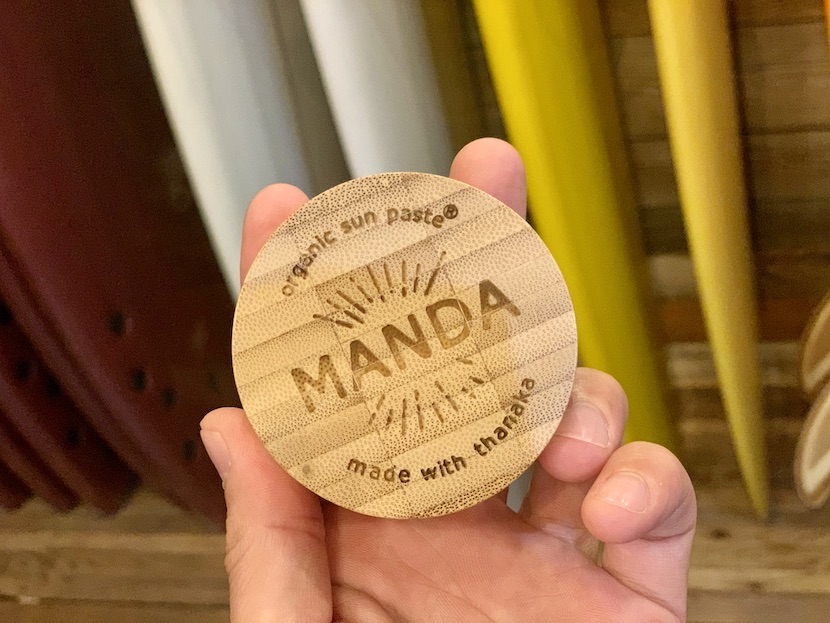 organic sun paste®
MANDA
made with thanaka